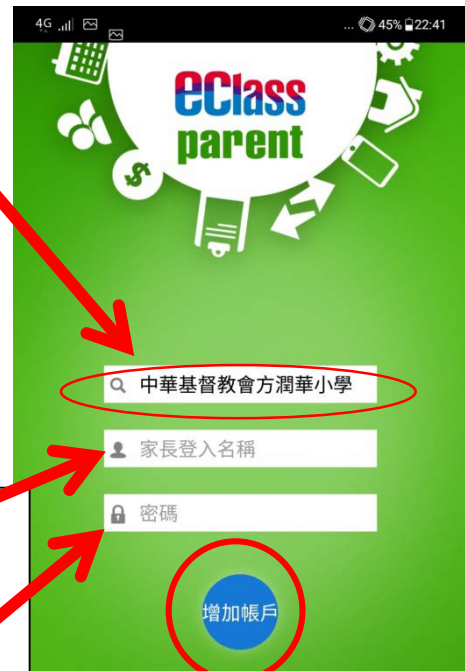 4G ... 45% 22:41
eClass
parent
中華基督教會方潤華小學
家長登入名稱
密碼
增加帳戶